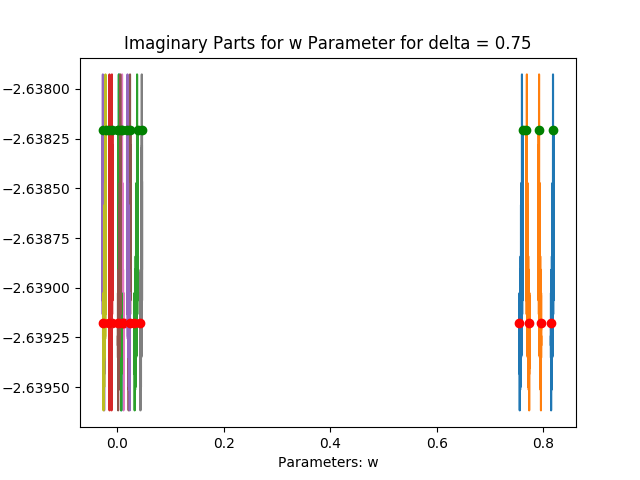 Imaginary Parts for w Parameter for delta = 0.75
−2.63800
−2.63825
−2.63850
−2.63875
−2.63900
−2.63925
−2.63950
0.0 0.2 0.4 0.6 0.8
Parameters: w